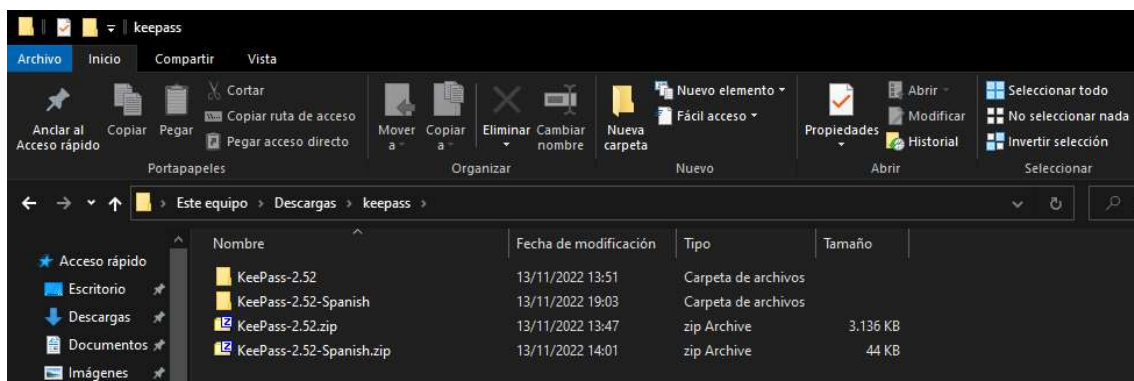 keepass
Archivo Inicio Compartir Vista
Anclar al Acceso rápido
Copiar
Pegar
Cortar
Copiar ruta de acceso
Pegar acceso directo
Portapapeles
Mover a
Copiar a
Eliminar
Cambiar nombre
Organizar
Nueva carpeta
Nuevo elemento
Fácil acceso
Nuevo
Propiedades
Abrir
Modificar
Historial
Abrir
Seleccionar todo
No seleccionar nada
Invertir selección
Seleccionar
Este equipo > Descargas > keepass >
Acceso rápido
Escritorio
Descargas
Documentos
Imágenes
Nombre Fecha de modificación Tipo Tamaño
KeePass-2.52 13/11/2022 13:51 Carpeta de archivos
KeePass-2.52-Spanish 13/11/2022 19:03 Carpeta de archivos
KeePass-2.52.zip 13/11/2022 13:47 zip Archive 3.136 KB
KeePass-2.52-Spanish.zip 13/11/2022 14:01 zip Archive 44 KB